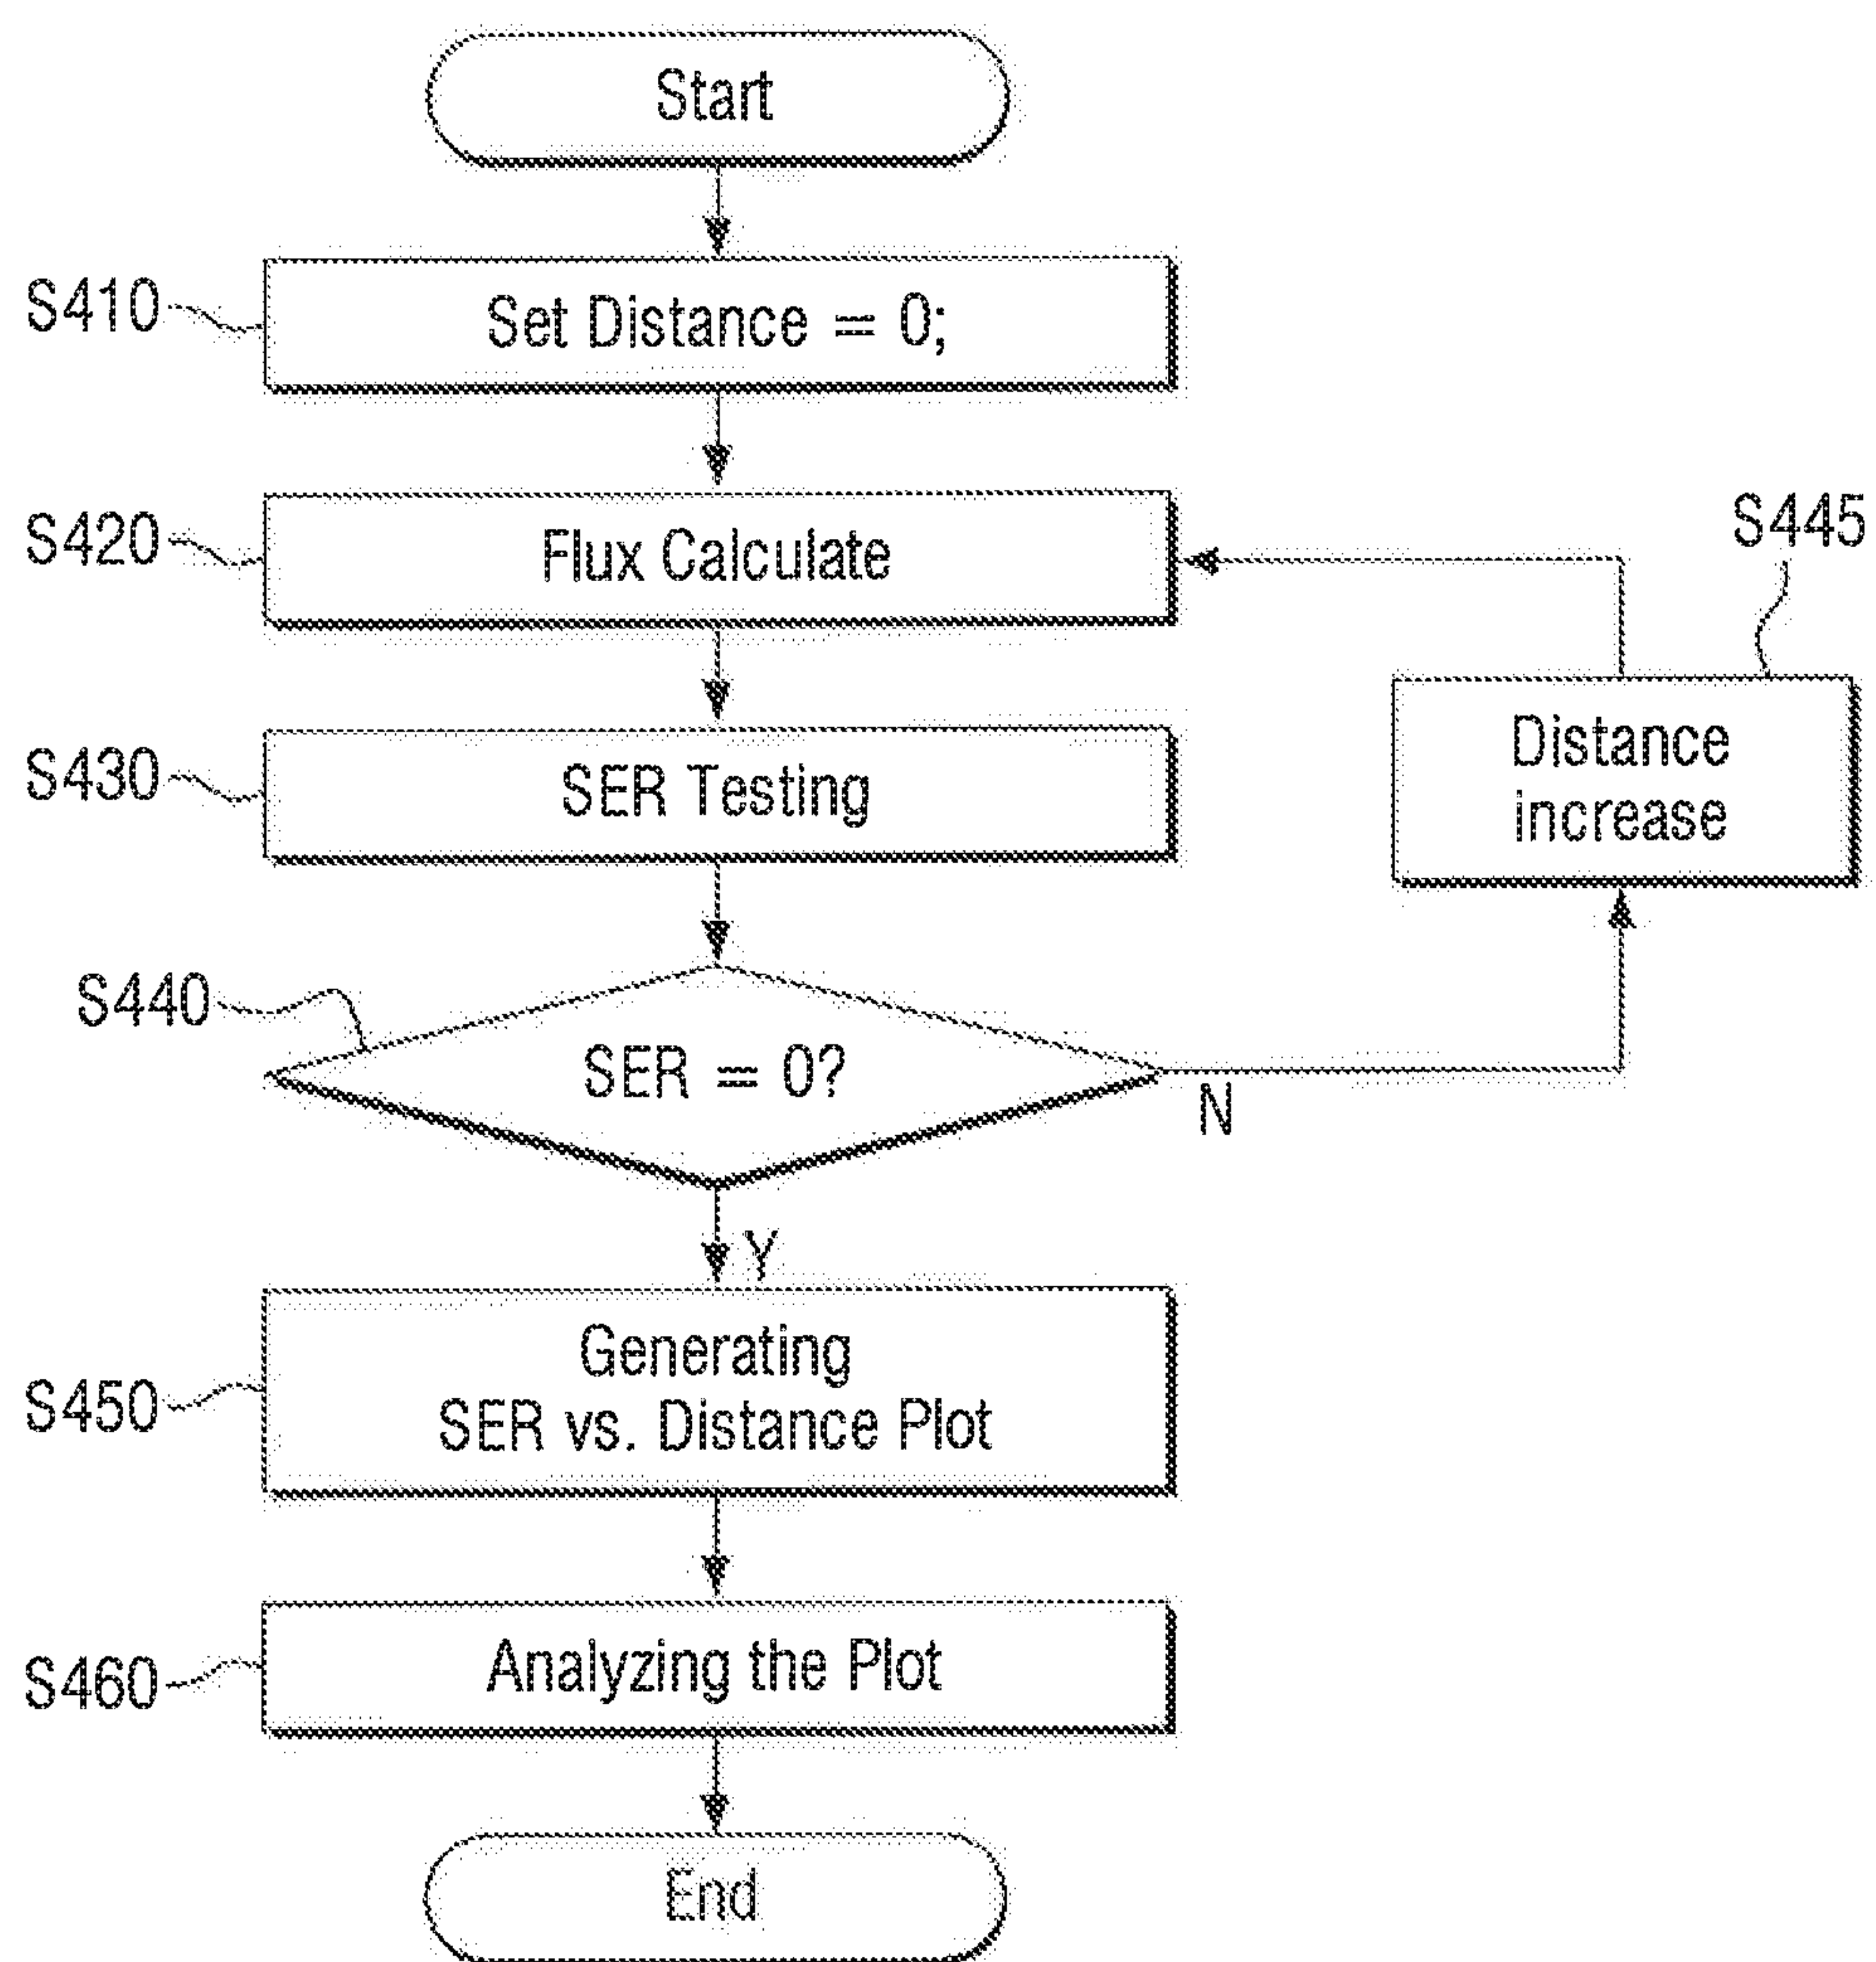 Start
S410
Set Distance = 0;
S420
Flux Calculate
S445
S430
SER Testing
Distance
increase
S440
SER = 0?
N
Y
S450
Generating
SER vs. Distance Plot
S460
Analyzing the Plot
End